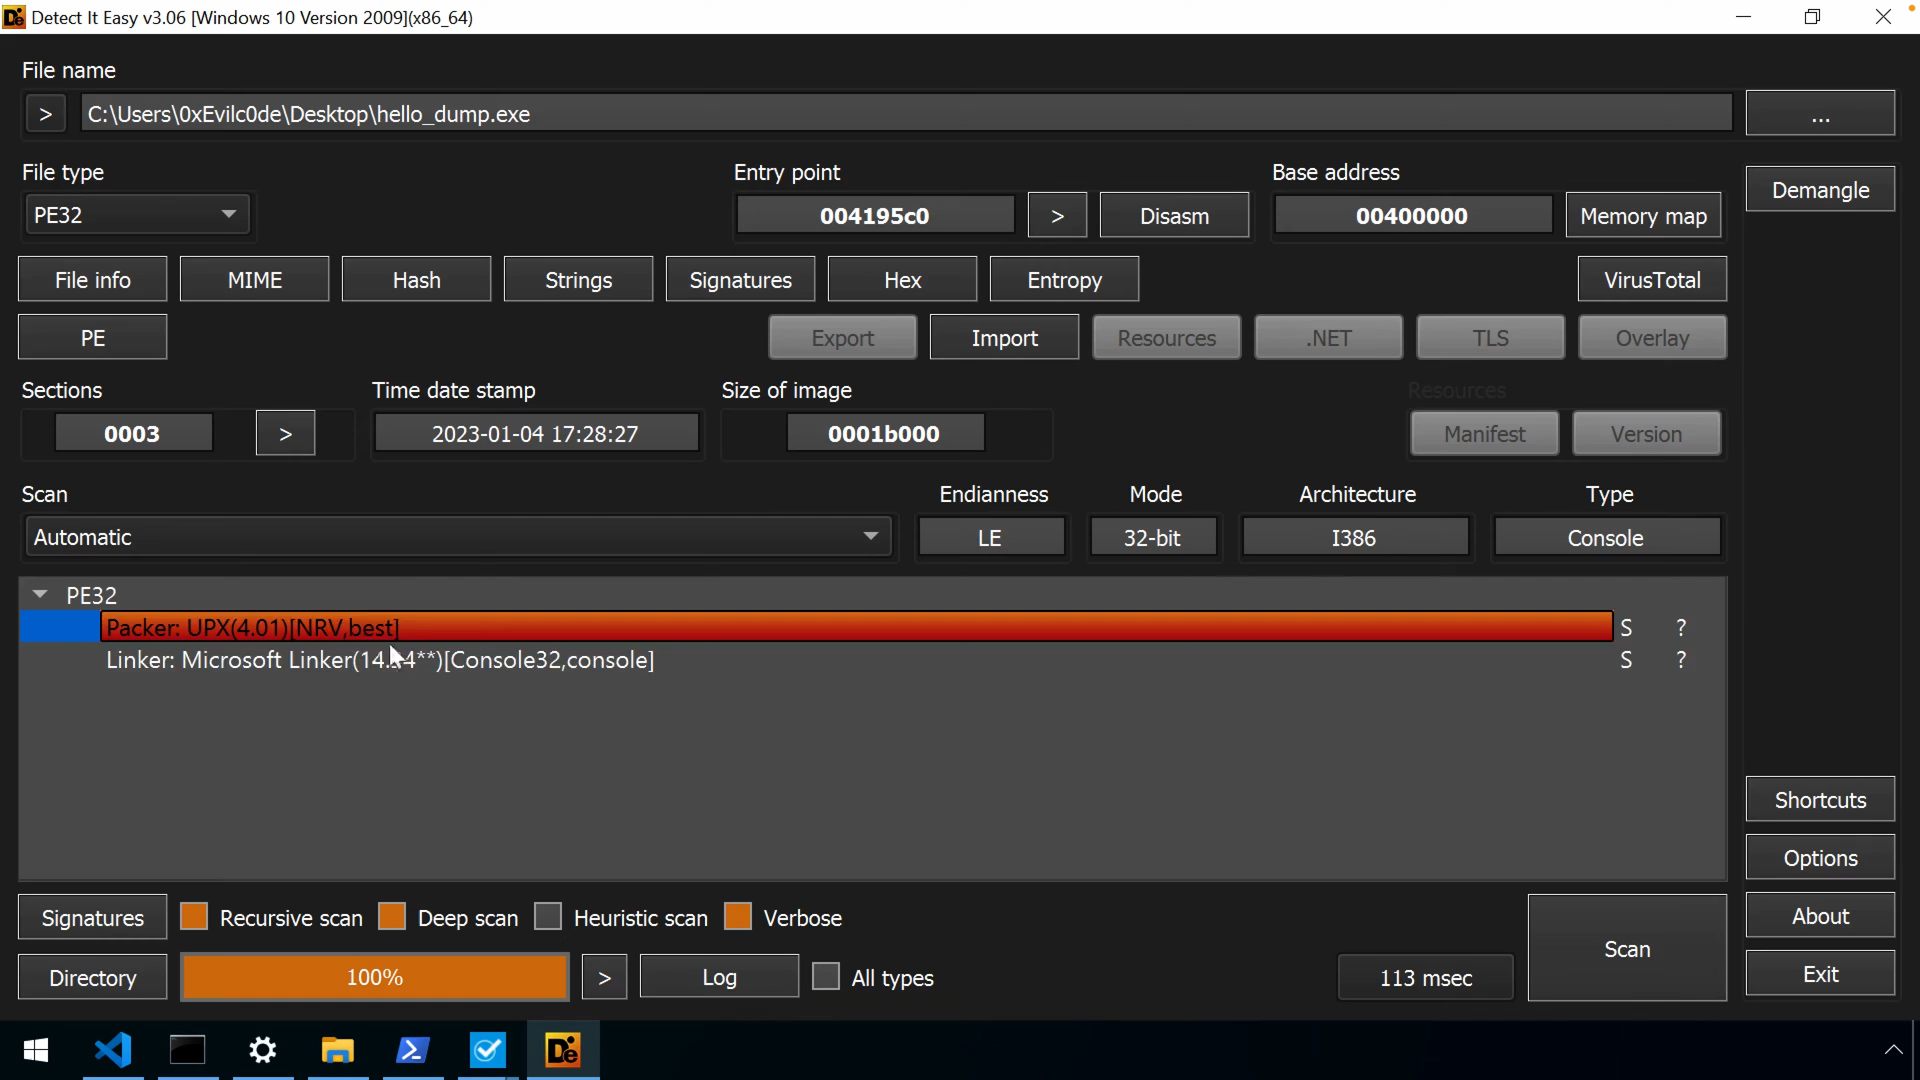 Detect It Easy v3.06 [Windows 10 Version 2009](x86_64)
File name
> C:\Users\0xEvilc0de\Desktop\hello_dump.exe ...
File type Entry point Base address
PE32 004195c0 > Disasm 00400000 Memory map Demangle
File info MIME Hash Strings Signatures Hex Entropy VirusTotal
PE Export Import Resources .NET TLS Overlay
Sections Time date stamp Size of image Resources
0003 > 2023-01-04 17:28:27 0001b000 Manifest Version
Scan Endianness Mode Architecture Type
Automatic LE 32-bit I386 Console
PE32
Packer: UPX(4.01)[NRV,best] S ?
Linker: Microsoft Linker( **)[Console32,console] S ?
Shortcuts
Options
Signatures Recursive scan Deep scan Heuristic scan Verbose About
Directory 100% > Log All types 113 msec Scan Exit